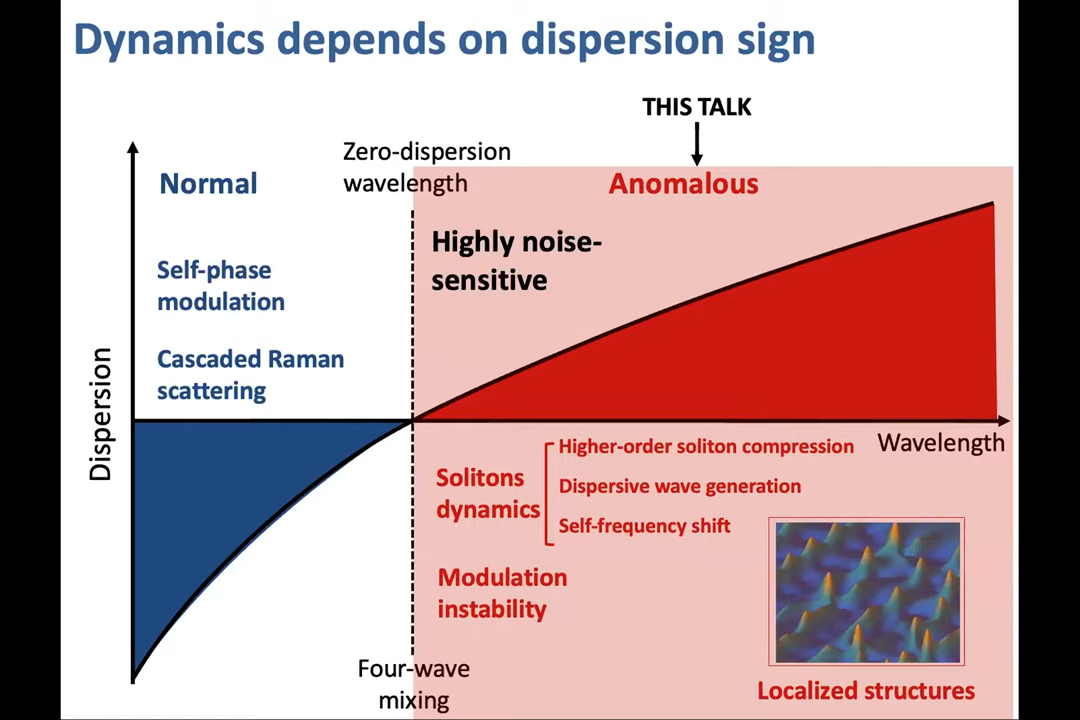 Dynamics depends on dispersion sign
THIS TALK
Zero-dispersion
wavelength
Normal
Anomalous
Highly noise-
sensitive
Self-phase
modulation
Cascaded Raman
scattering
Dispersion
Wavelength
Solitons
dynamics
Higher-order soliton compression
Dispersive wave generation
Self-frequency shift
Modulation
instability
Four-wave
mixing
Localized structures